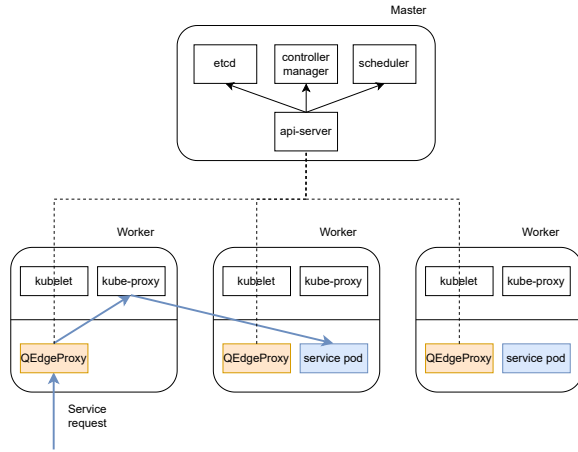 Master
etcd
controller
manager
scheduler
api-server
Worker
Worker
Worker
kubelet
kube-proxy
kubelet
kube-proxy
kubelet
kube-proxy
QEdgeProxy
QEdgeProxy
service pod
QEdgeProxy
service pod
Service
request